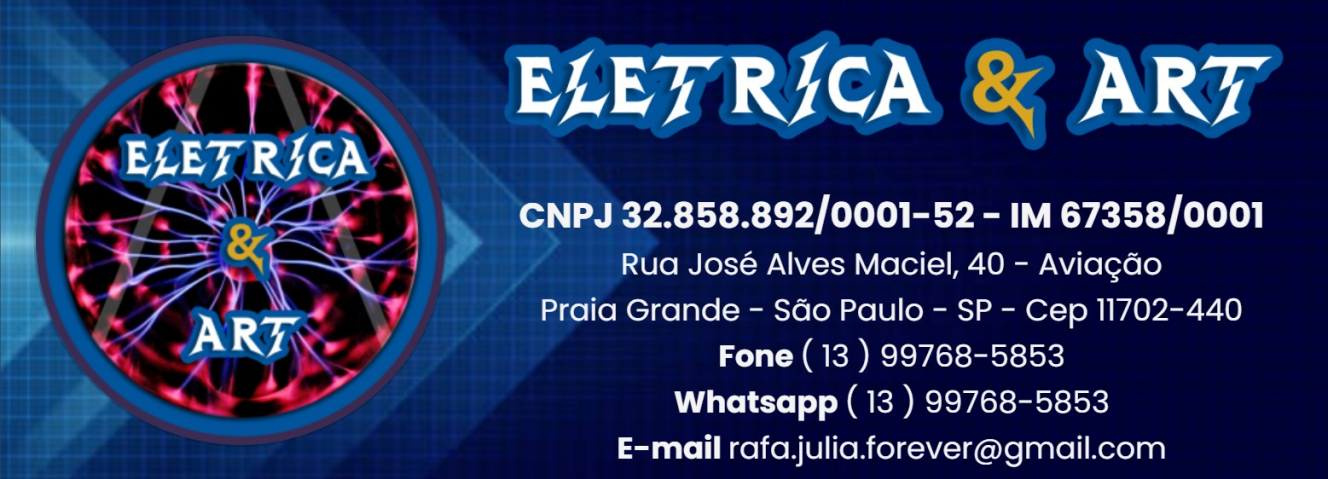 ELETRICA
&
ART
ELETRICA & ART
CNPJ 32.858.892/0001-52 - IM 67358/0001
Rua José Alves Maciel, 40 - Aviação
Praia Grande - São Paulo - SP - Cep 11702-440
Fone ( 13 ) 99768-5853
Whatsapp ( 13 ) 99768-5853
E-mail rafa.julia.forever@gmail.com